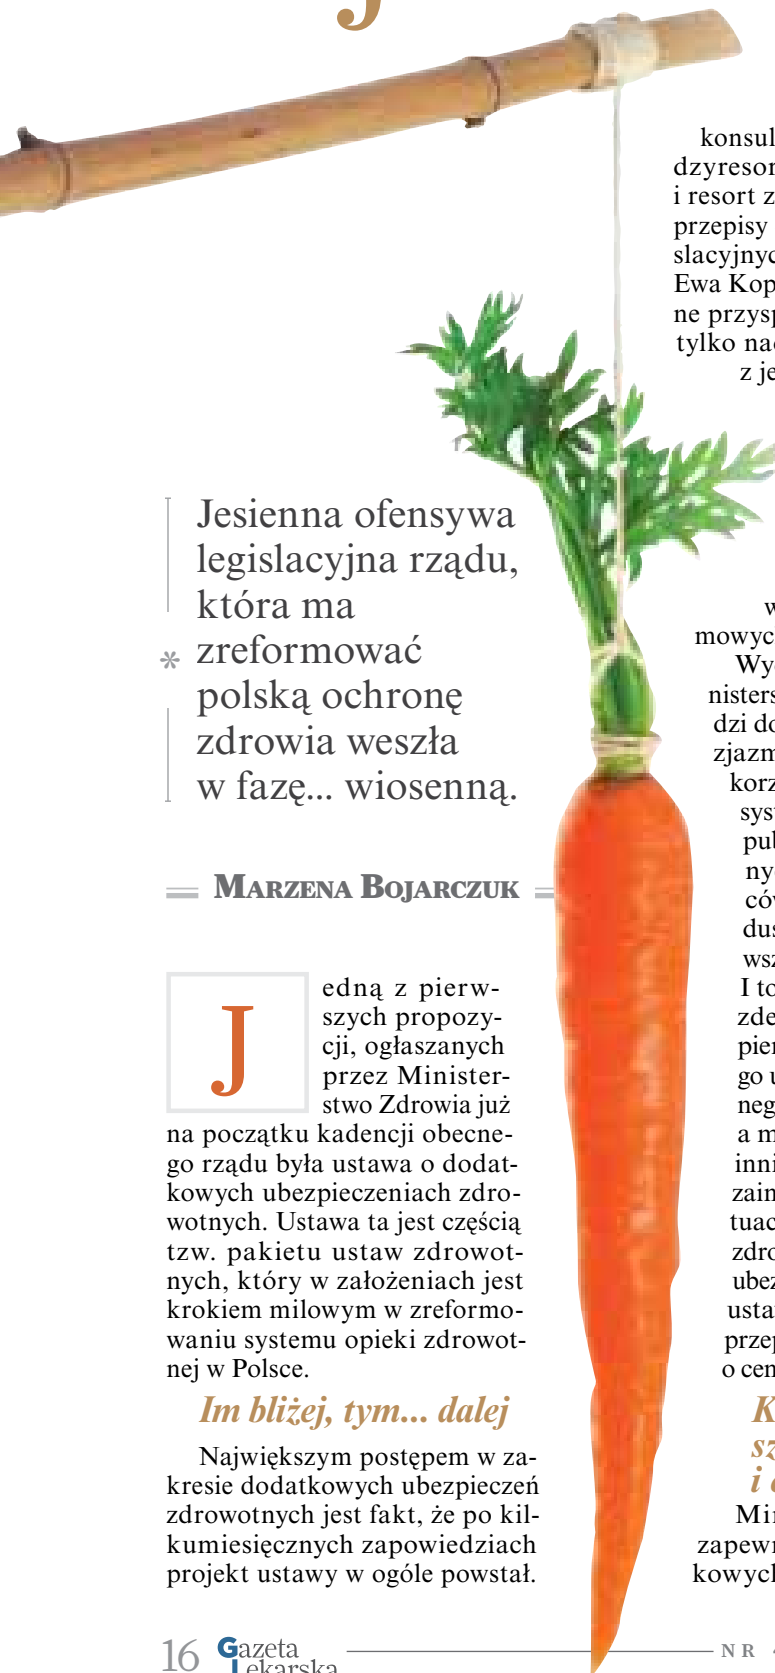 Jesienna ofensywa
legislacyjna rządu,
która ma
zreformować
polską ochronę
zdrowia weszła
w fazę... wiosenną.
*
MARZENA BOJARCZUK
Jedną z pierw-
szych propozy-
cji, ogłaszanych
przez Minister-
stwo Zdrowia już
na początku kadencji obecne-
go rządu była ustawa o dodat-
kowych ubezpieczeniach zdro-
wotnych. Ustawa ta jest częścią
tzw. pakietu ustaw zdrowot-
nych, który w założeniach jest
krokiem milowym w zreformo-
waniu systemu opieki zdrowot-
nej w Polsce.
Im bliżej, tym... dalej
Największym postępem w za-
kresie dodatkowych ubezpieczeń
zdrowotnych jest fakt, że po kil-
kumiesięcznych zapowiedziach
projekt ustawy w ogóle powstał.
konsul
dzyresor
i resort z
przepisy
slacyjnyc
Ewa Kop
ne przysp
tylko nad
z je
w
mowyc
Wy
nisters
dzi do
zjazm
korz
sys
pub
ny
ców
dus
wsz
I to
zde
pier
go u
neg
a m
inni
zain
tuac
zdro
ubez
usta
przep
o cen
K
sz
i
Min
zapewn
kowych
16 Gazeta
Lekarska
NR